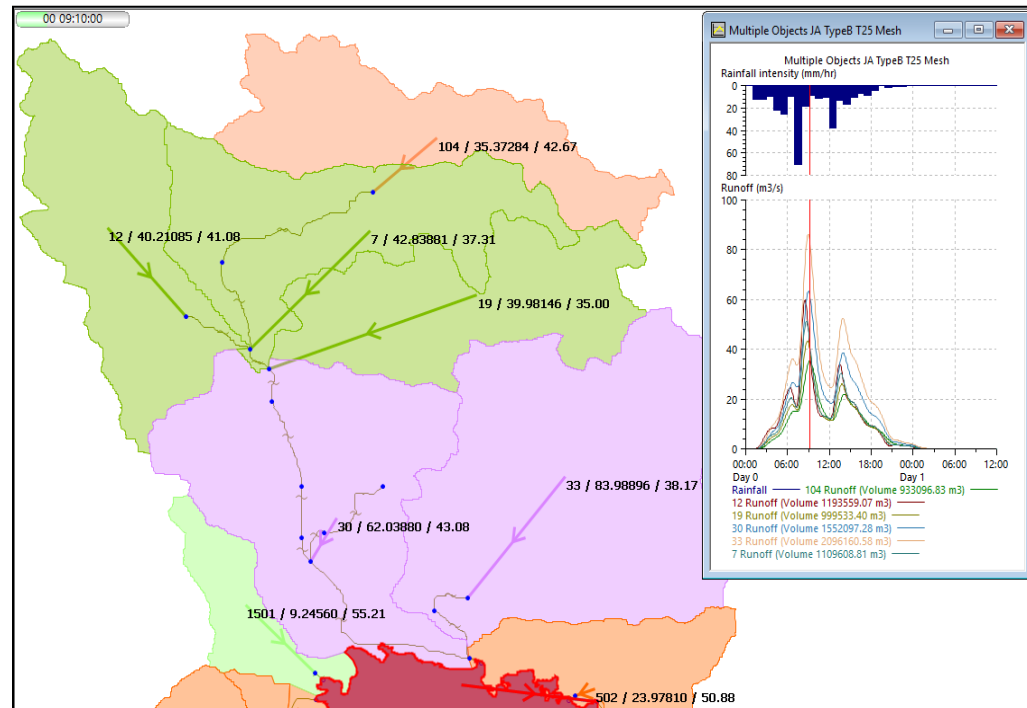 00 09:10:00
104 / 35.37284 / 42.67
12 / 40.21085 / 41.08
7 / 42.83881 / 37.31
19 / 39.98146 / 35.00
33 / 83.98896 / 38.17
30 / 62.03880 / 43.08
1501 / 9.24560 / 55.21
502 / 23.97810 / 50.88
Multiple Objects JA TypeB T25 Mesh
Multiple Objects JA TypeB T25 Mesh
Rainfall intensity (mm/hr)
0
20
40
60
80
Runoff (m3/s)
100
80
60
40
20
0
00:00 06:00 12:00 18:00 00:00 06:00 12:00
Day 0 Day 1
Rainfall 104 Runoff (Volume 933096.83 m3)
12 Runoff (Volume 1193559.07 m3)
19 Runoff (Volume 999533.40 m3)
30 Runoff (Volume 1552097.28 m3)
33 Runoff (Volume 2096160.58 m3)
7 Runoff (Volume 1109608.81 m3)